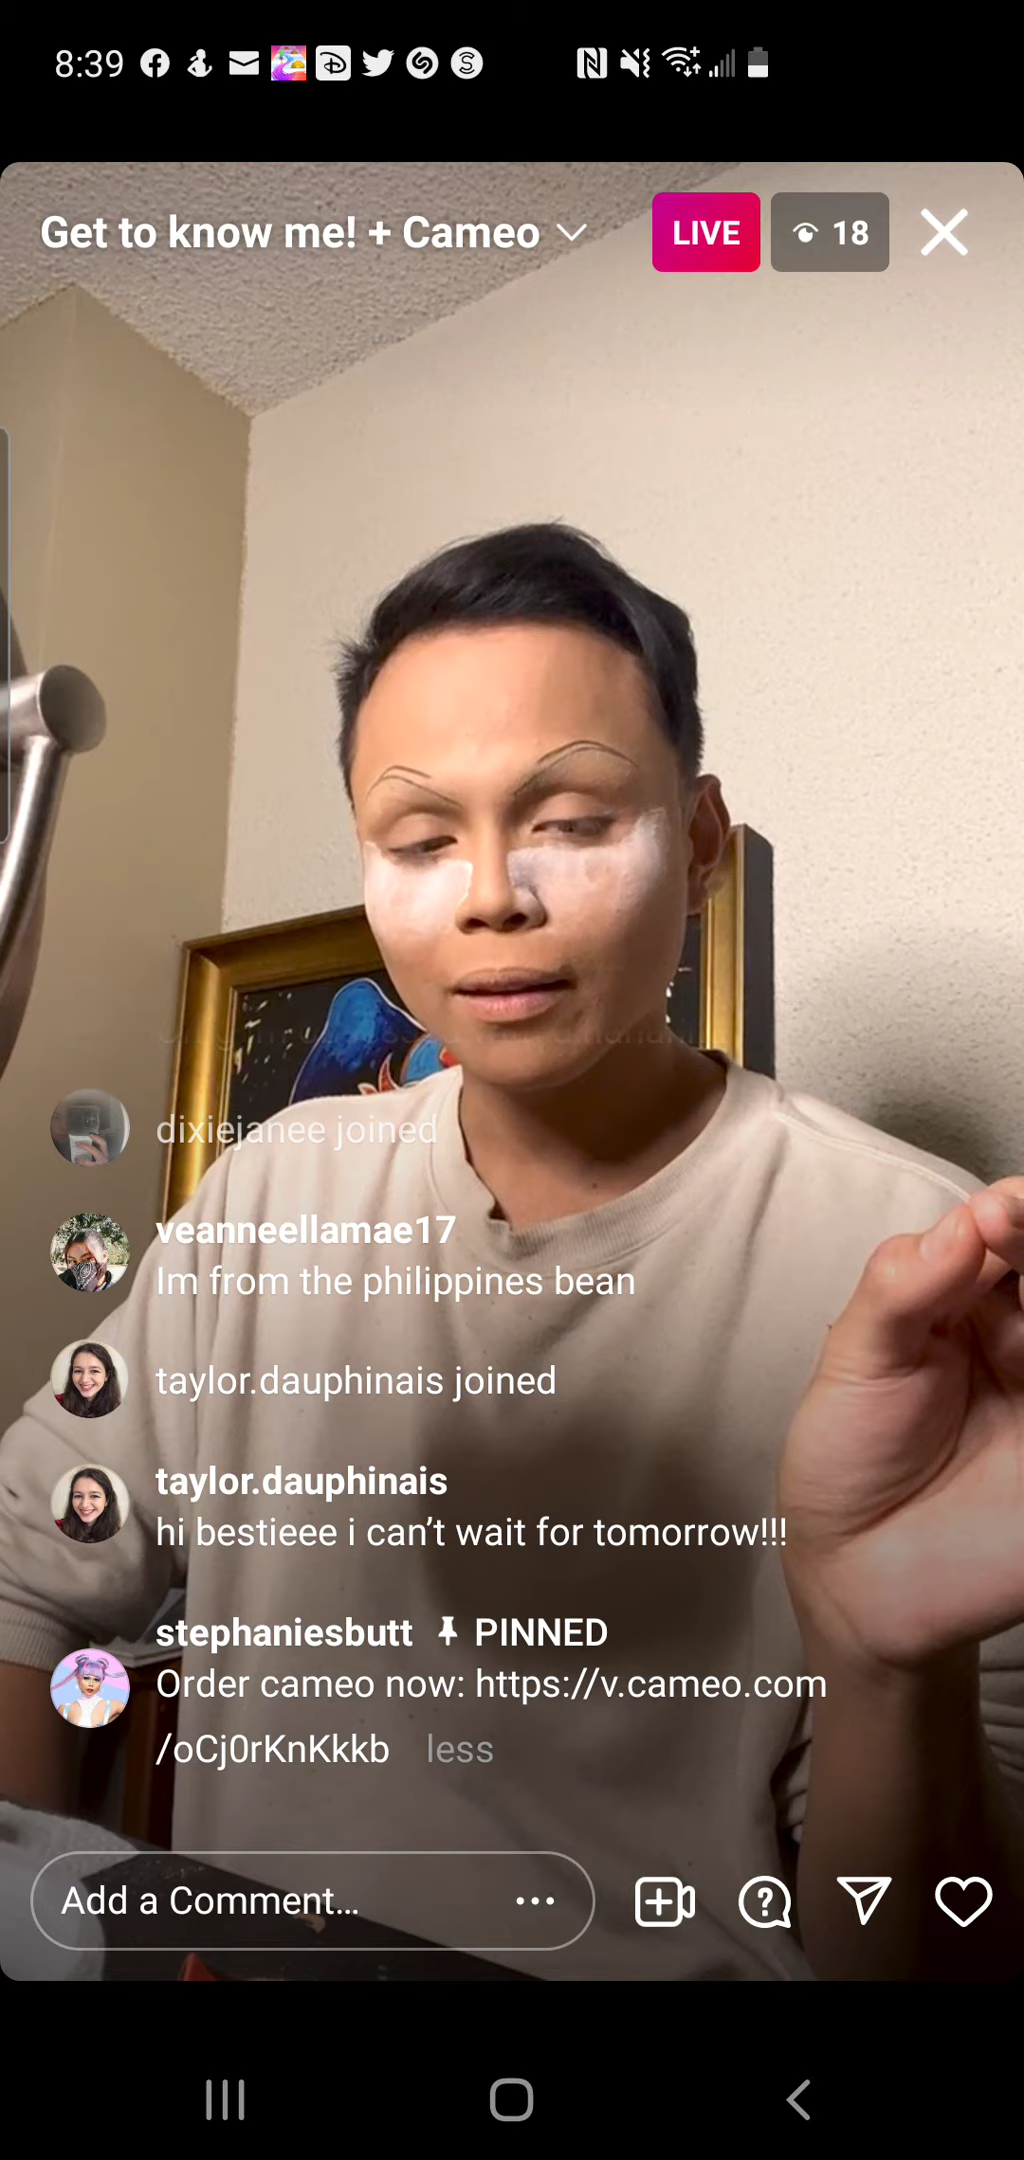 8:39
Get to know me! + Cameo
LIVE
18
dixiejanee joined
veanneellamae17
Im from the philippines bean
taylor.dauphinais joined
taylor.dauphinais
hi bestieee i can’t wait for tomorrow!!!
stephaniesbutt PINNED
Order cameo now: https://v.cameo.com
/oCj0rKnKkkb less
Add a Comment...